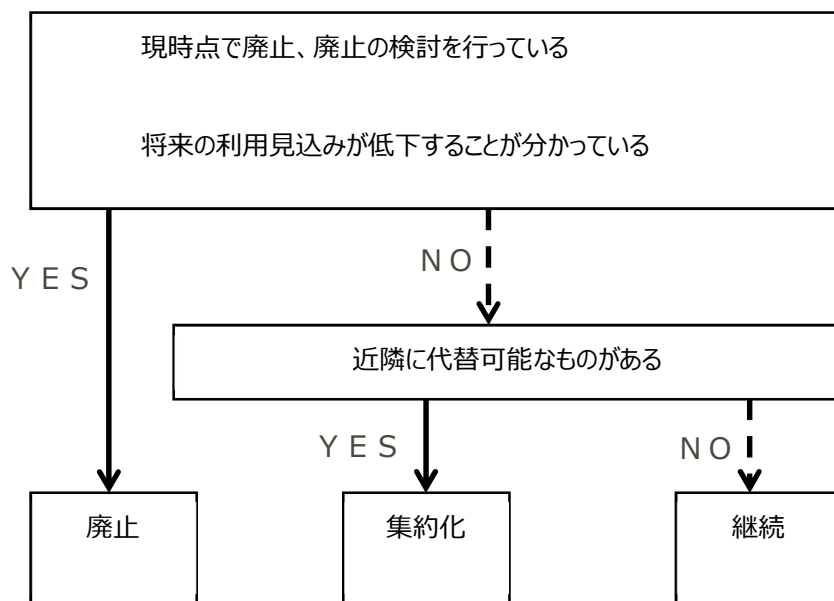 現時点で廃止、廃止の検討を行っている
将来の利用見込みが低下することが分かっている
ＹＥＳ
ＮＯ
近隣に代替可能なものがある
ＹＥＳ
ＮＯ
廃止
集約化
継続